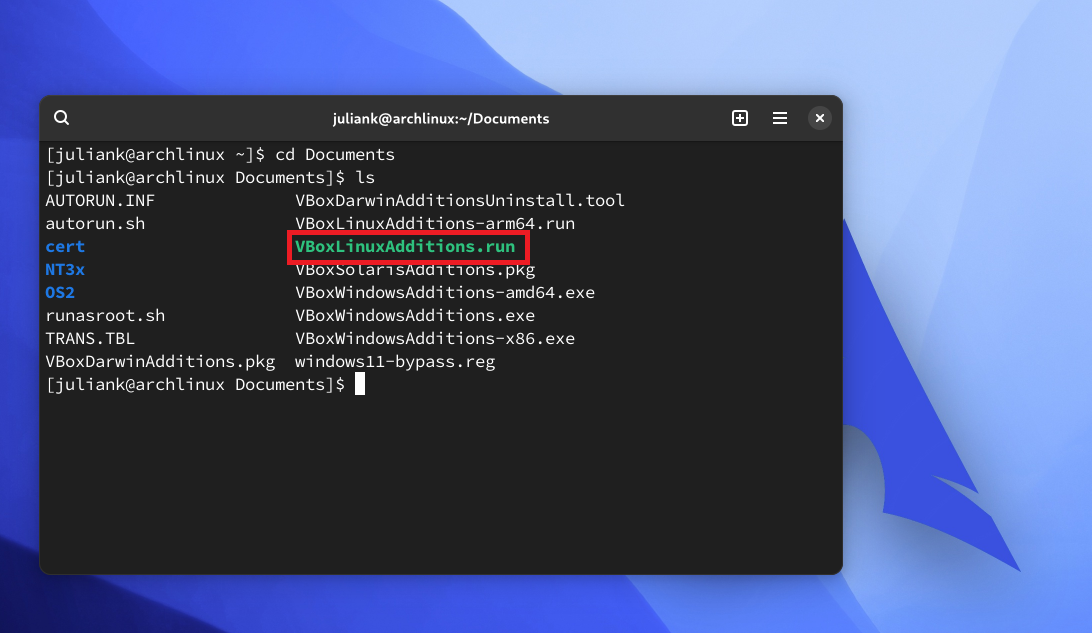 juliank@archlinux:~/Documents
[juliank@archlinux ~]$ cd Documents
[juliank@archlinux Documents]$ ls
AUTORUN.INF VBoxDarwinAdditionsUninstall.tool
autorun.sh VBoxLinuxAdditions-arm64.run
cert VBoxLinuxAdditions.run
NT3x VBoxSolarisAdditions.pkg
OS2 VBoxWindowsAdditions-amd64.exe
runasroot.sh VBoxWindowsAdditions.exe
TRANS.TBL VBoxWindowsAdditions-x86.exe
VBoxDarwinAdditions.pkg windows11-bypass.reg
[juliank@archlinux Documents]$